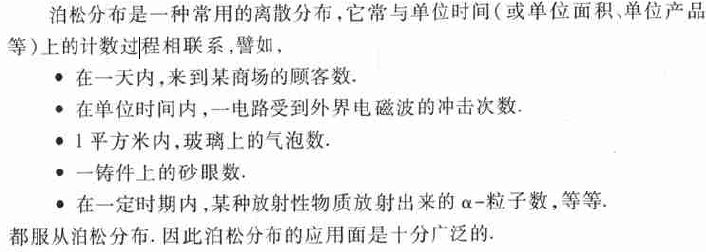 泊松分布是一种常用的离散分布,它常与单位时间(或单位面积、单位产品
等)上的计数过程相联系,譬如,
• 在一天内,来到某商场的顾客数.
• 在单位时间内,一电路受到外界电磁波的冲击次数.
• 1 平方米内,玻璃上的气泡数.
• 一铸件上的砂眼数.
• 在一定时期内,某种放射性物质放射出来的 α-粒子数,等等.
都服从泊松分布. 因此泊松分布的应用面是十分广泛的.